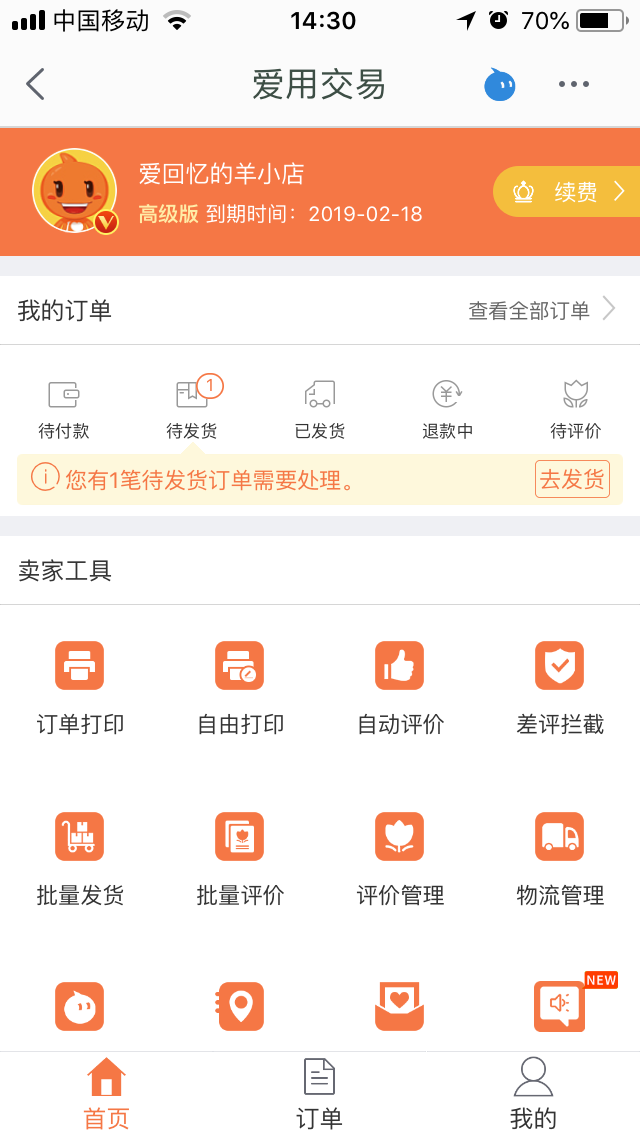 中国移动 14:30 70%
爱用交易
爱回忆的羊小店
高级版 到期时间：2019-02-18
续费
我的订单 查看全部订单
1
待付款 待发货 已发货 退款中 待评价
您有1笔待发货订单需要处理。 去发货
卖家工具
订单打印 自由打印 自动评价 差评拦截
批量发货 批量评价 评价管理 物流管理
NEW
首页 订单 我的